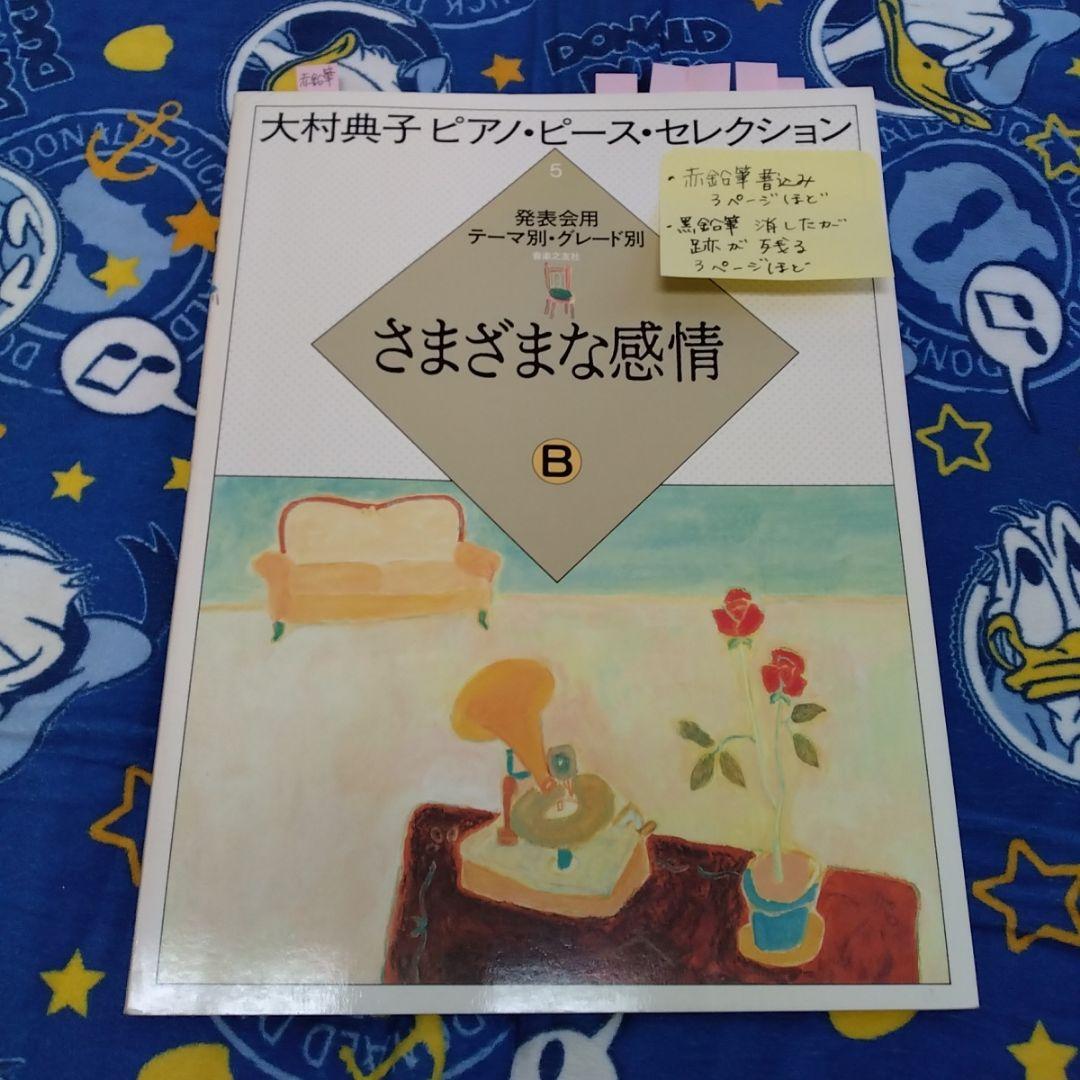 赤鉛筆
大村典子 ピアノ・ピース・セレクション
5
発表会用
テーマ別・グレード別
音楽之友社
さまざまな感情
B
・赤鉛筆書込み
3ページほど
・黒鉛筆 消したが
跡が残る
3ページほど
DONALD
DONALD DUCK
DONALD